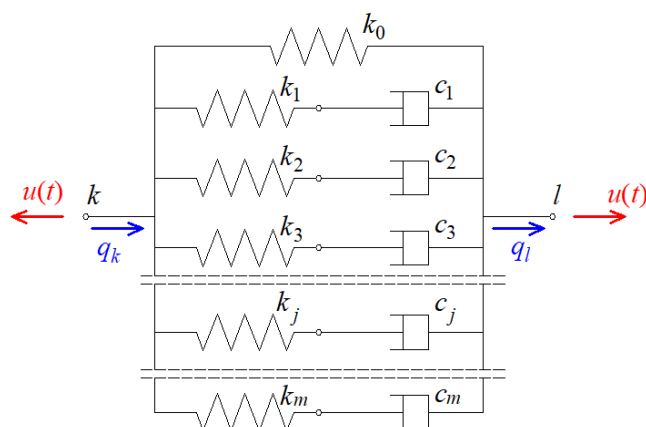 k₀
k₁ c₁
k₂ c₂
u(t) k l u(t)
qₖ k₃ c₃ qₗ
kⱼ cⱼ
kₘ cₘ